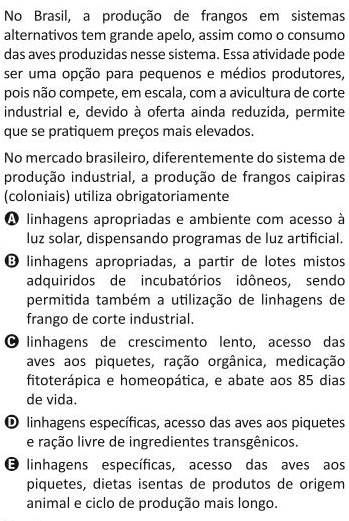 No Brasil, a produção de frangos em sistemas
alternativos tem grande apelo, assim como o consumo
das aves produzidas nesse sistema. Essa atividade pode
ser uma opção para pequenos e médios produtores,
pois não compete, em escala, com a avicultura de corte
industrial e, devido à oferta ainda reduzida, permite
que se pratiquem preços mais elevados.
No mercado brasileiro, diferentemente do sistema de
produção industrial, a produção de frangos caipiras
(coloniais) utiliza obrigatoriamente
A linhagens apropriadas e ambiente com acesso à
luz solar, dispensando programas de luz artificial.
B linhagens apropriadas, a partir de lotes mistos
adquiridos de incubatórios idôneos, sendo
permitida também a utilização de linhagens de
frango de corte industrial.
C linhagens de crescimento lento, acesso das
aves aos piquetes, ração orgânica, medicação
fitoterápica e homeopática, e abate aos 85 dias
de vida.
D linhagens específicas, acesso das aves aos piquetes
e ração livre de ingredientes transgênicos.
E linhagens específicas, acesso das aves aos
piquetes, dietas isentas de produtos de origem
animal e ciclo de produção mais longo.